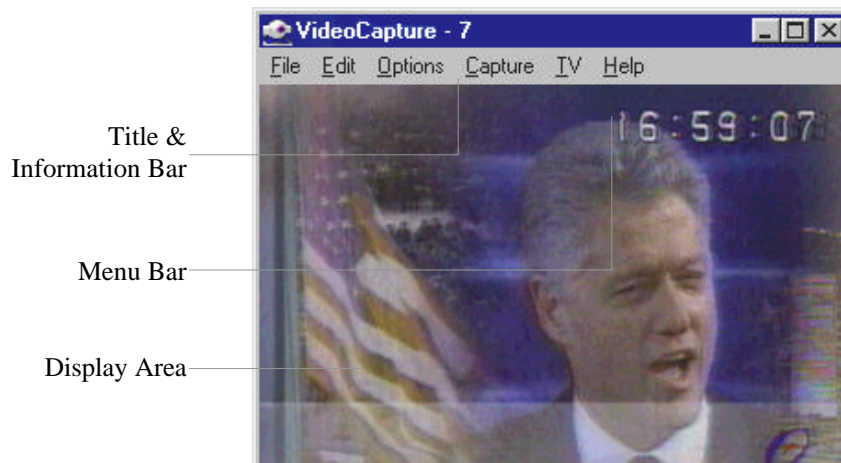 VideoCapture - 7
File Edit Options Capture TV Help
16:59:07
Title &
Information Bar
Menu Bar
Display Area